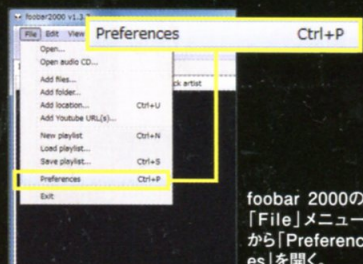 foobar2000 v1.3
File Edit View
Preferences Ctrl+P
Open...
Open audio CD...
ck artist
Add files...
Add folder...
Add location... Ctrl+U
Add Youtube URL(s)...
New playlist Ctrl+N
Load playlist...
Save playlist... Ctrl+S
Preferences Ctrl+P
Exit
foobar 2000の
「File」メニュー
から「Preferenc
es」を開く。